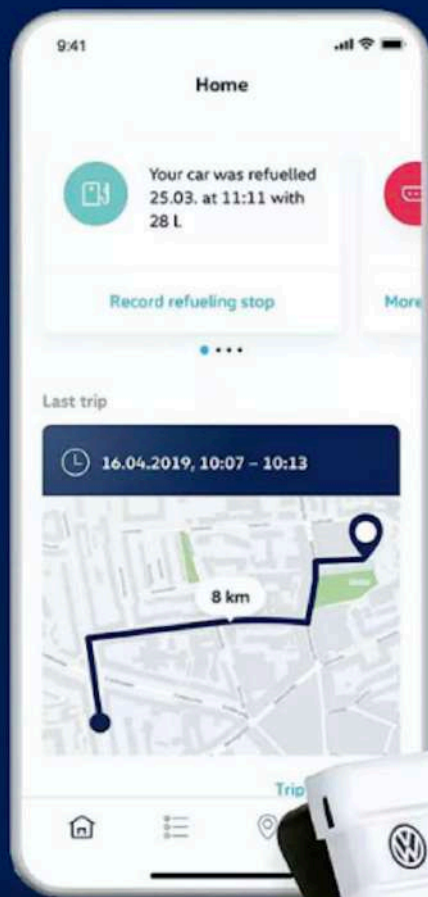 9:41
Home
Your car was refuelled
25.03. at 11:11 with
28 l.
Record refueling stop
More
Last trip
16.04.2019, 10:07 – 10:13
8 km
Trip